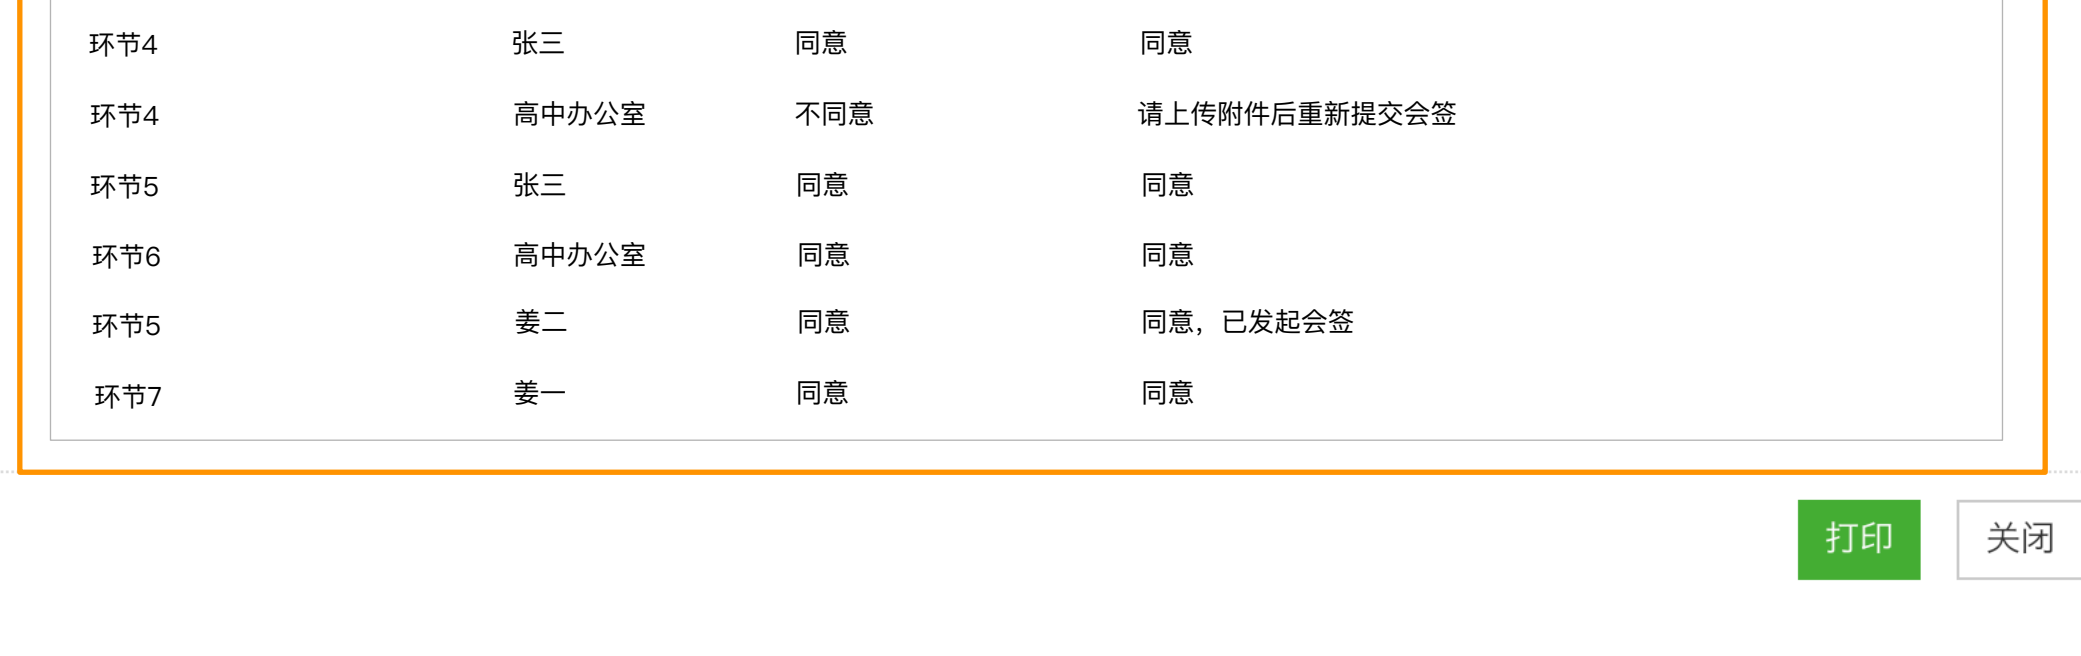 环节4 张三 同意 同意
环节4 高中办公室 不同意 请上传附件后重新提交会签
环节5 张三 同意 同意
环节6 高中办公室 同意 同意
环节5 姜二 同意 同意，已发起会签
环节7 姜一 同意 同意
打印 关闭